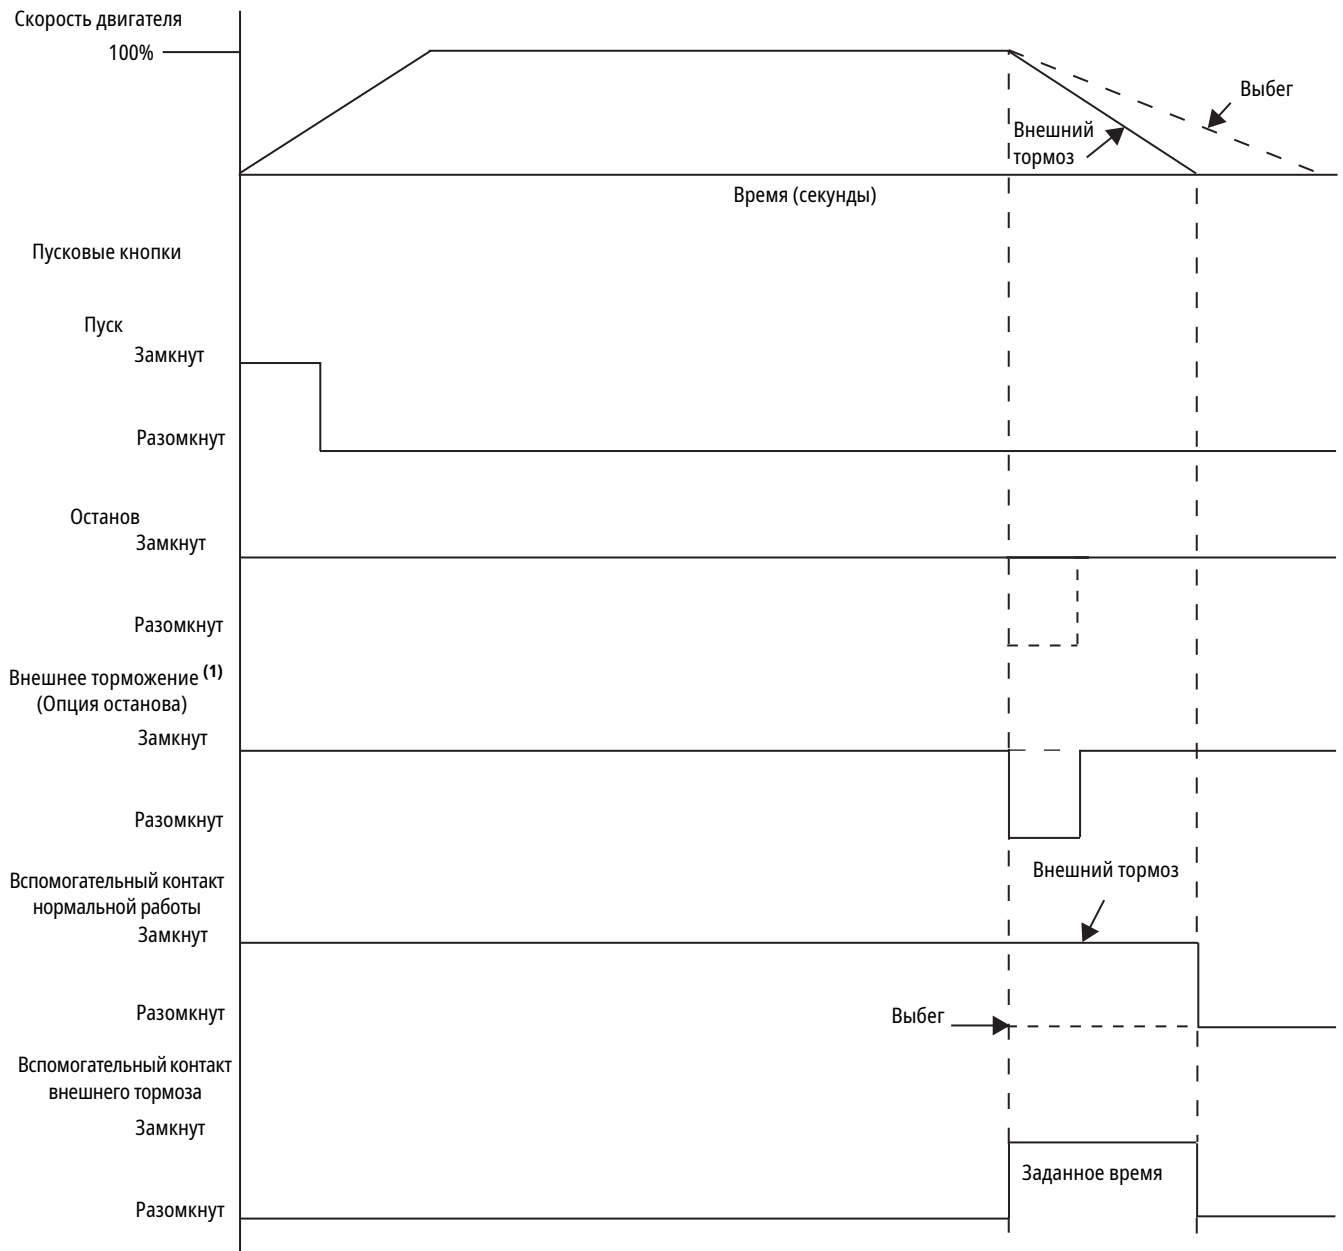 Скорость двигателя
100%
Выбег
Внешний
тормоз
Время (секунды)
Пусковые кнопки
Пуск
Замкнут
Разомкнут
Останов
Замкнут
Разомкнут
Внешнее торможение (1)
(Опция останова)
Замкнут
Разомкнут
Внешний тормоз
Вспомогательный контакт
нормальной работы
Замкнут
Разомкнут
Выбег
Вспомогательный контакт
внешнего тормоза
Замкнут
Заданное время
Разомкнут